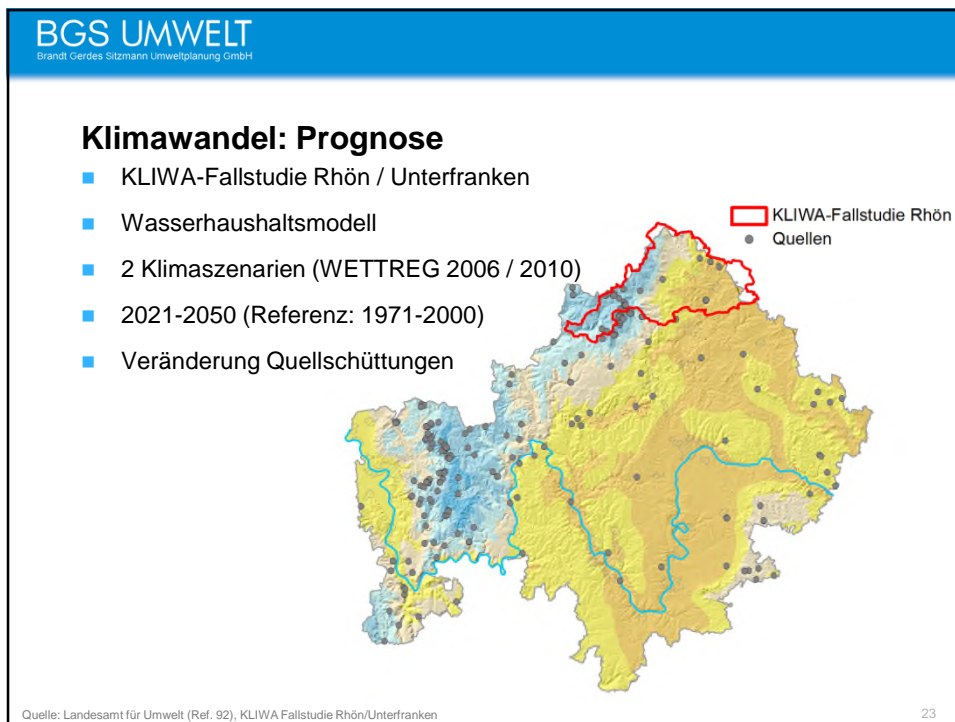 BGS UMWELT
Brandt Gerdes Sitzmann Umweltplanung GmbH
Klimawandel: Prognose
KLIWA-Fallstudie Rhön / Unterfranken
Wasserhaushaltsmodell
2 Klimaszenarien (WETTREG 2006 / 2010)
2021-2050 (Referenz: 1971-2000)
Veränderung Quellschüttungen
KLIWA-Fallstudie Rhön
Quellen
Quelle: Landesamt für Umwelt (Ref. 92), KLIWA Fallstudie Rhön/Unterfranken
23